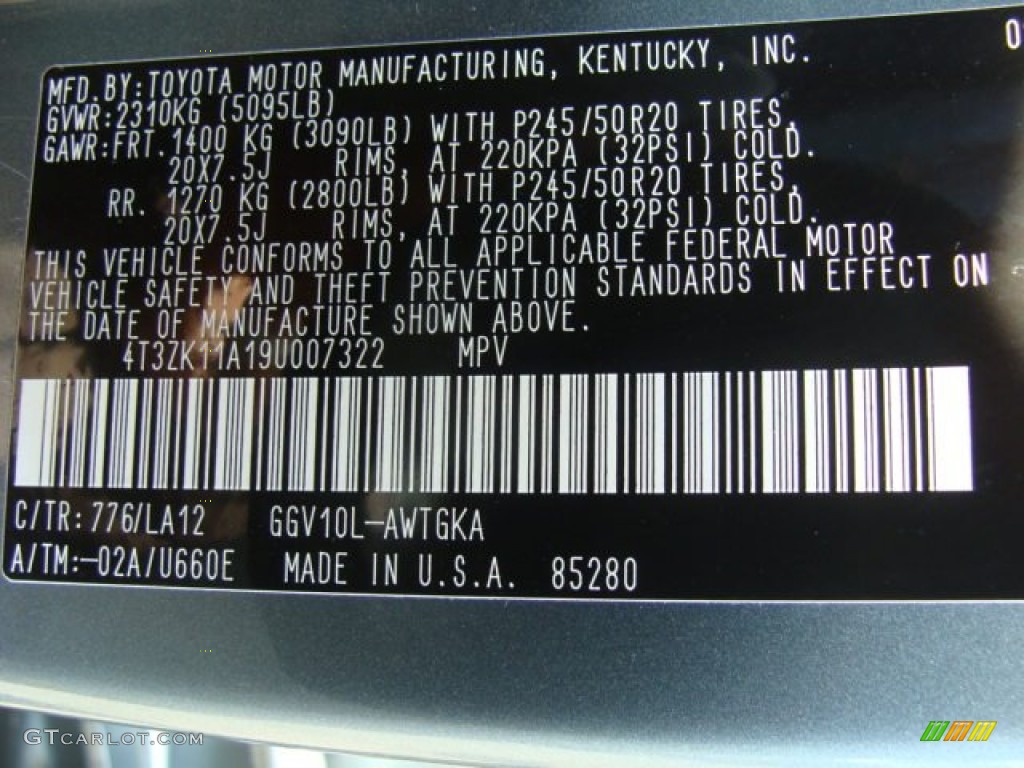 MFD.BY:TOYOTA MOTOR MANUFACTURING, KENTUCKY, INC. 0
GVWR:2310KG (5095LB)
GAWR:FRT.1400 KG (3090LB) WITH P245/50R20 TIRES,
20X7.5J RIMS, AT 220KPA (32PSI) COLD.
RR. 1270 KG (2800LB) WITH P245/50R20 TIRES,
20X7.5J RIMS, AT 220KPA (32PSI) COLD.
THIS VEHICLE CONFORMS TO ALL APPLICABLE FEDERAL MOTOR
VEHICLE SAFETY AND THEFT PREVENTION STANDARDS IN EFFECT ON
THE DATE OF MANUFACTURE SHOWN ABOVE.
4T3ZK11A19U007322 MPV
C/TR:776/LA12 GGV10L-AWTGKA
A/TM:-02A/U660E MADE IN U.S.A. 85280
GTCARLOT.COM